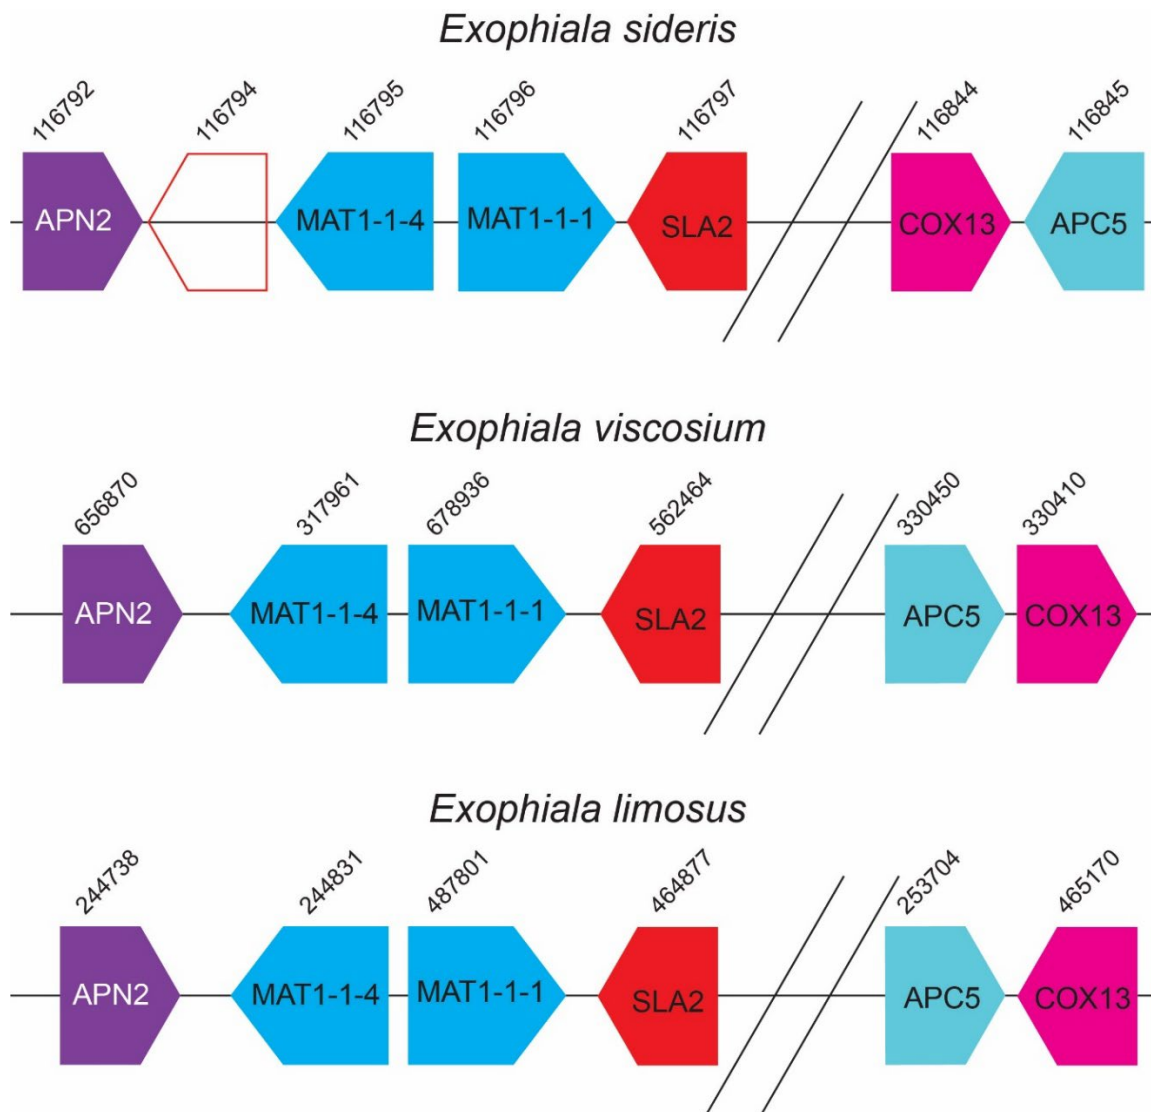 Exophiala sideris
116792 116794 116795 116796 116797 116844 116845
APN2 MAT1-1-4 MAT1-1-1 SLA2 COX13 APC5
Exophiala viscosium
656870 317961 678936 562464 330450 330410
APN2 MAT1-1-4 MAT1-1-1 SLA2 APC5 COX13
Exophiala limosus
244738 244831 487801 464877 253704 465170
APN2 MAT1-1-4 MAT1-1-1 SLA2 APC5 COX13